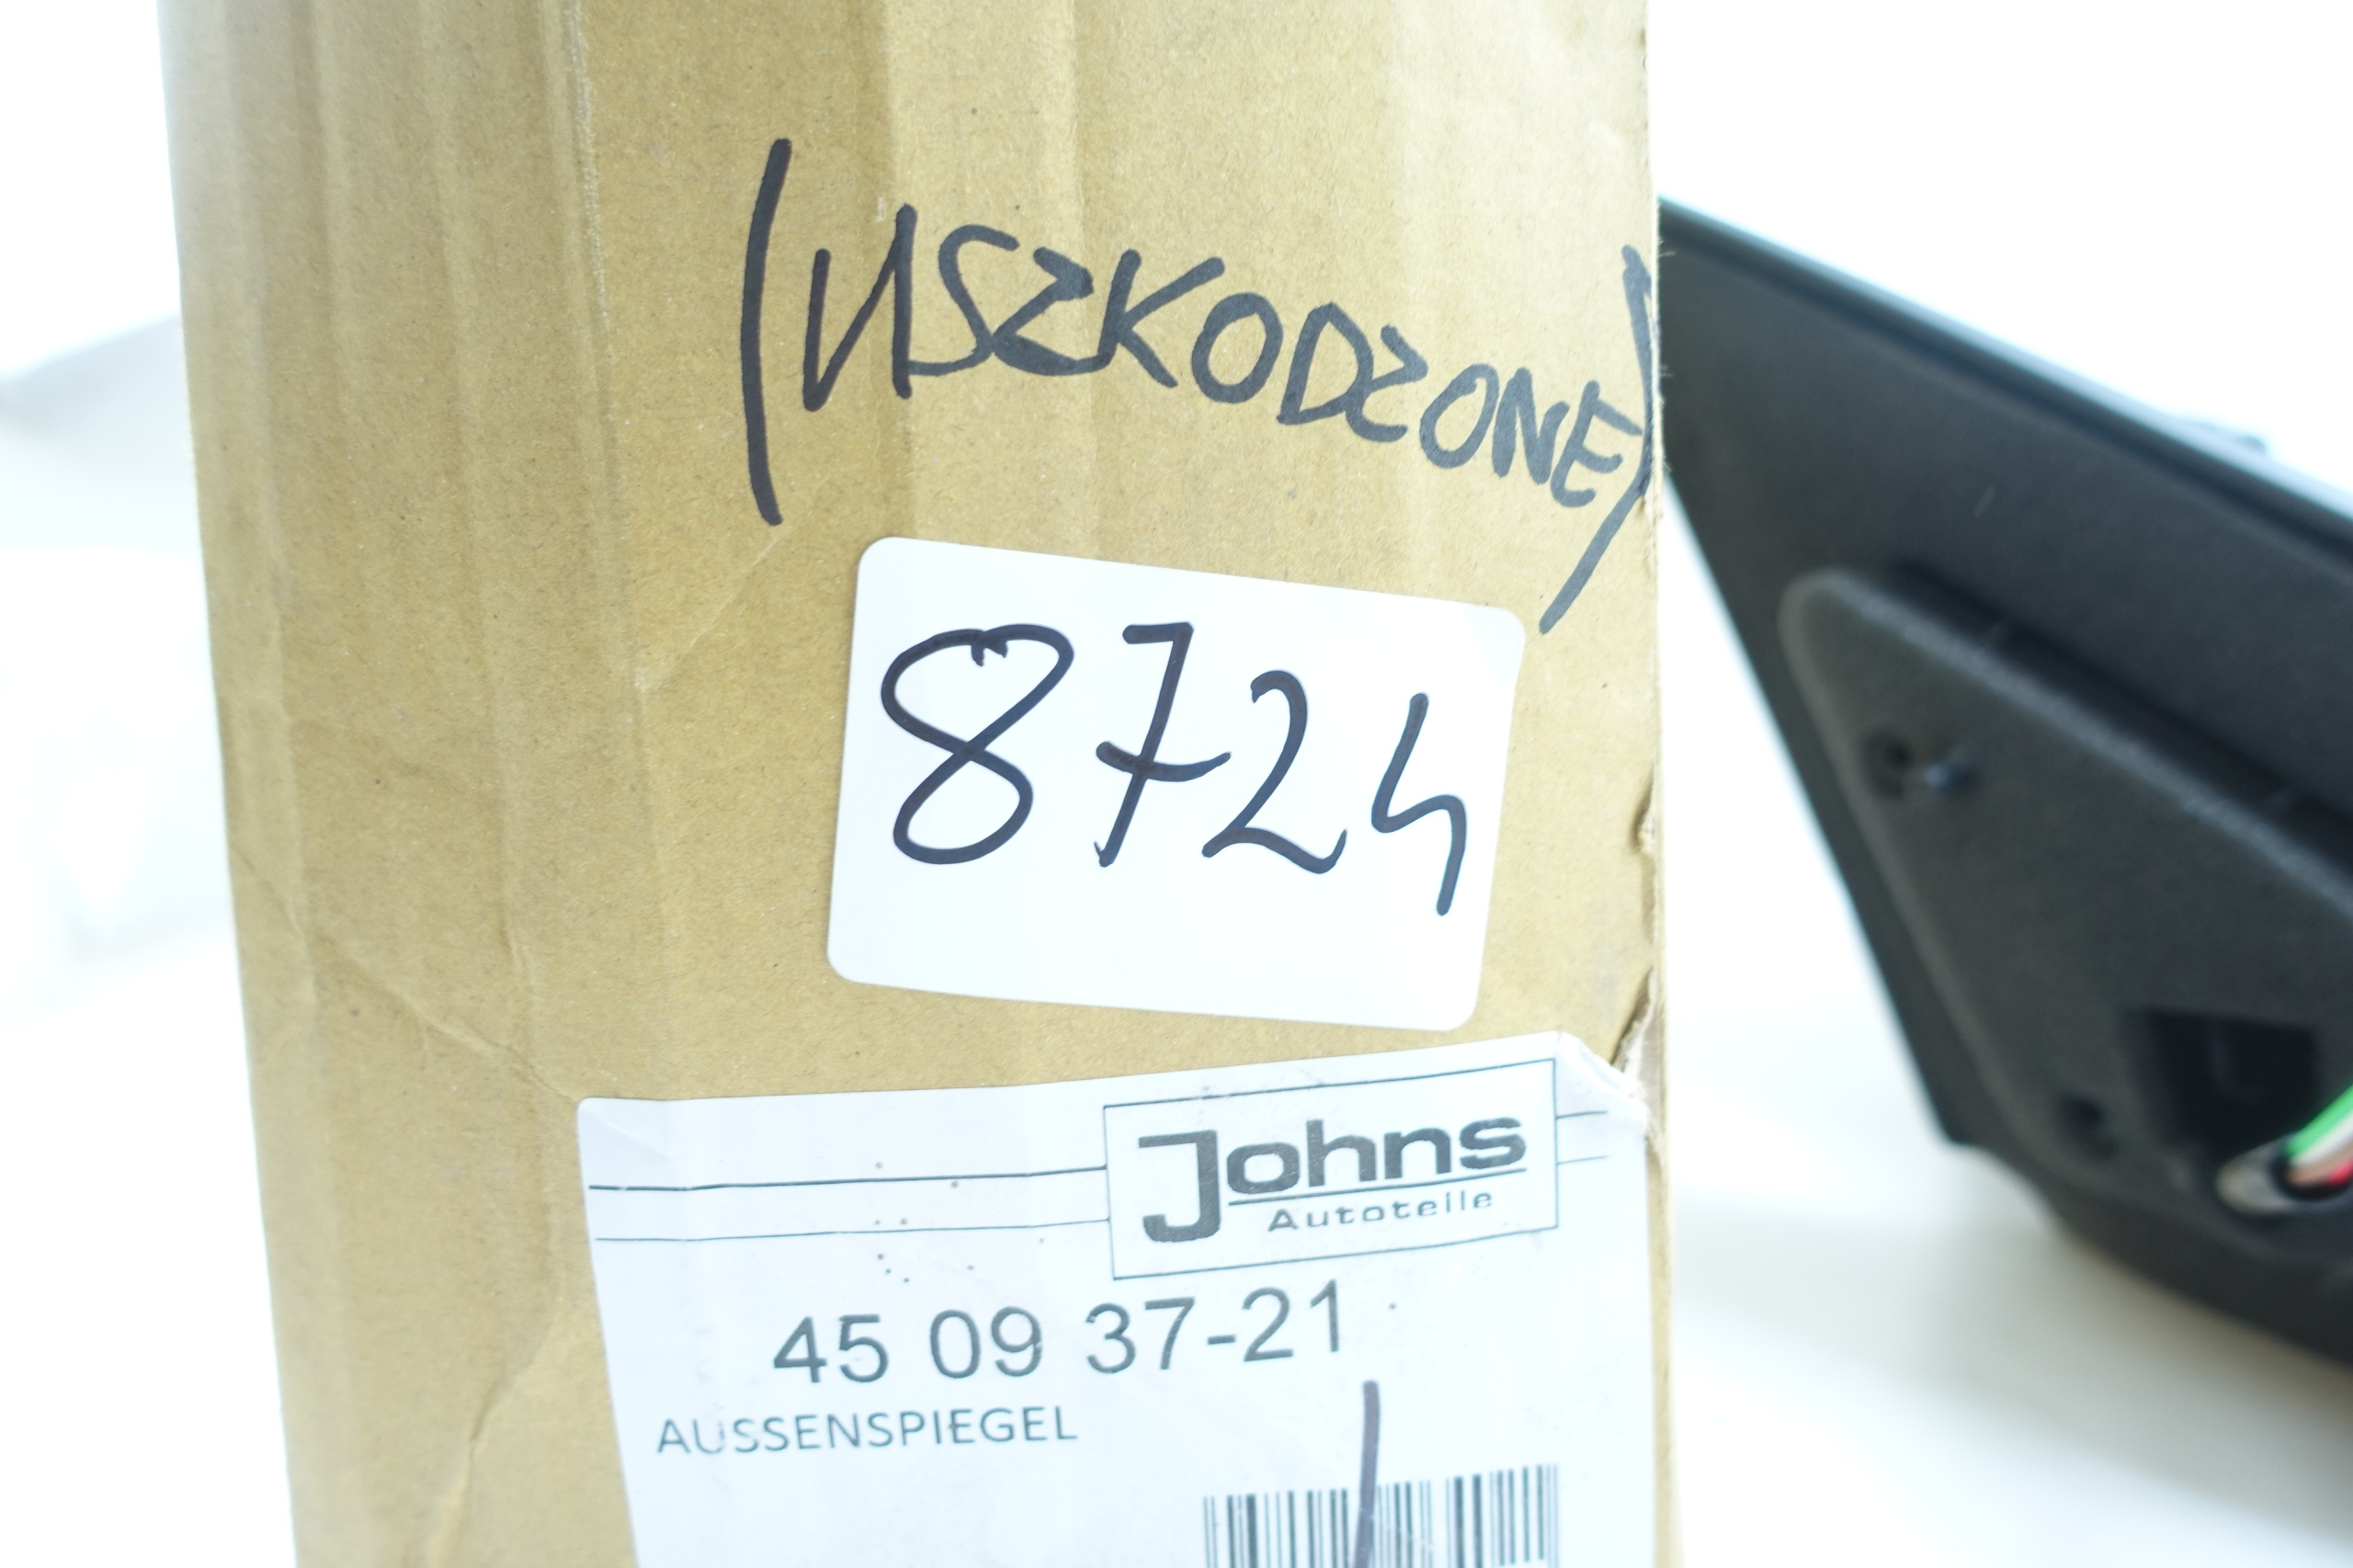 (USZKODZONE)
8724
Johns
Autoteile
45 09 37-21
AUSSENSPIEGEL